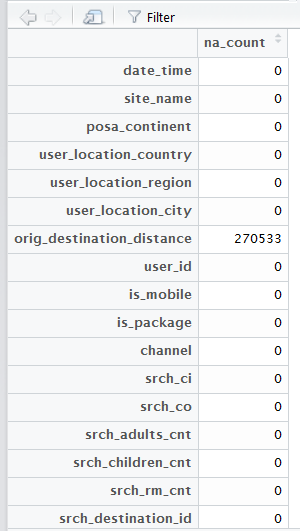 Filter
na_count
date_time 0
site_name 0
posa_continent 0
user_location_country 0
user_location_region 0
user_location_city 0
orig_destination_distance 270533
user_id 0
is_mobile 0
is_package 0
channel 0
srch_ci 0
srch_co 0
srch_adults_cnt 0
srch_children_cnt 0
srch_rm_cnt 0
srch_destination_id 0